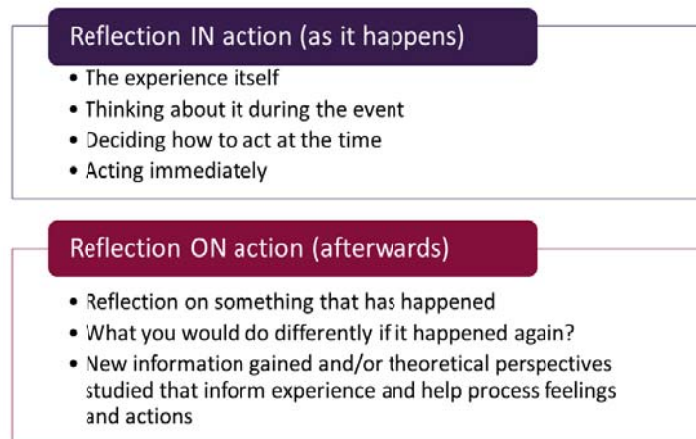 Reflection IN action (as it happens)
• The experience itself
• Thinking about it during the event
• Deciding how to act at the time
• Acting immediately
Reflection ON action (afterwards)
• Reflection on something that has happened
• What you would do differently if it happened again?
• New information gained and/or theoretical perspectives
studied that inform experience and help process feelings
and actions